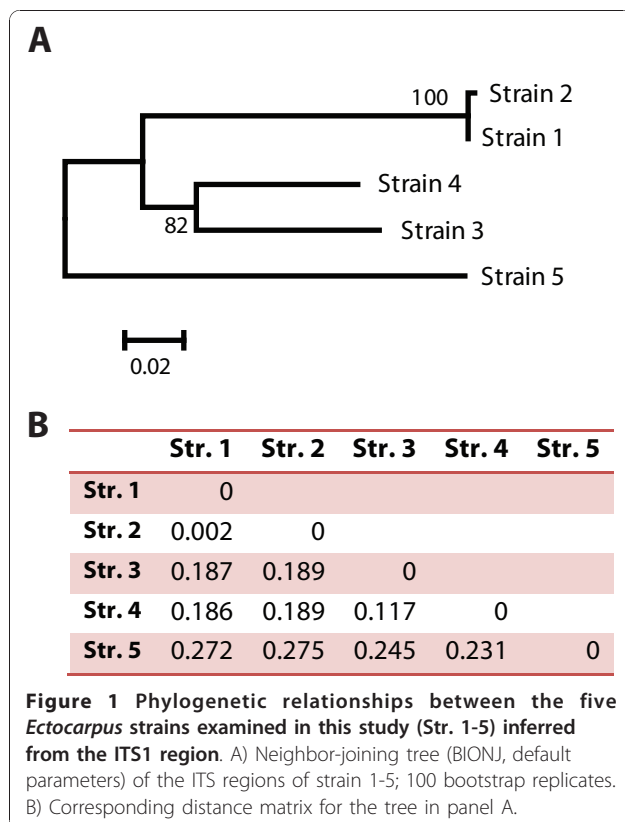 A
100
Strain 2
Strain 1
Strain 4
82
Strain 3
Strain 5
0.02
B
Str. 1 Str. 2 Str. 3 Str. 4 Str. 5
Str. 1 0
Str. 2 0.002 0
Str. 3 0.187 0.189 0
Str. 4 0.186 0.189 0.117 0
Str. 5 0.272 0.275 0.245 0.231 0
Figure 1 Phylogenetic relationships between the five
Ectocarpus strains examined in this study (Str. 1-5) inferred
from the ITS1 region. A) Neighbor-joining tree (BIONJ, default
parameters) of the ITS regions of strain 1-5; 100 bootstrap replicates.
B) Corresponding distance matrix for the tree in panel A.